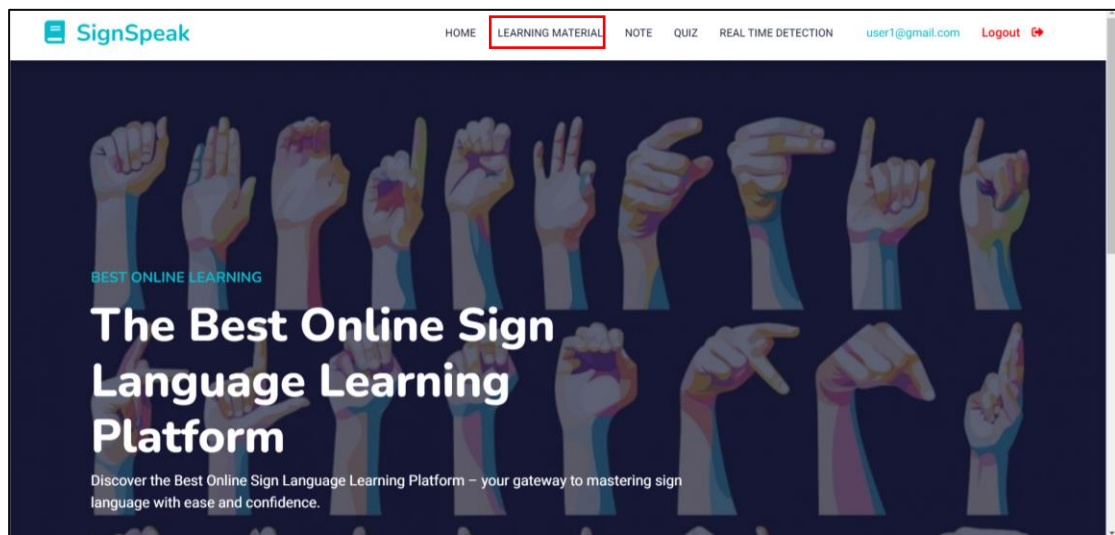 SignSpeak
HOME LEARNING MATERIAL NOTE QUIZ REAL TIME DETECTION user1@gmail.com Logout
BEST ONLINE LEARNING
The Best Online Sign
Language Learning
Platform
Discover the Best Online Sign Language Learning Platform – your gateway to mastering sign
language with ease and confidence.